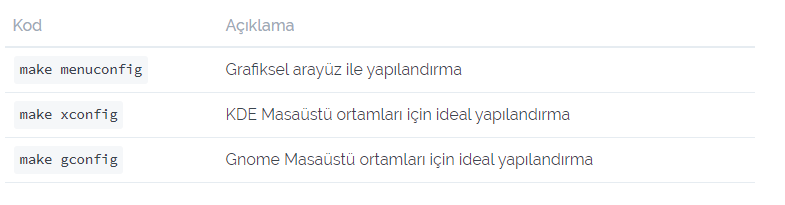 Kod Açıklama
make menuconfig Grafiksel arayüz ile yapılandırma
make xconfig KDE Masaüstü ortamları için ideal yapılandırma
make gconfig Gnome Masaüstü ortamları için ideal yapılandırma